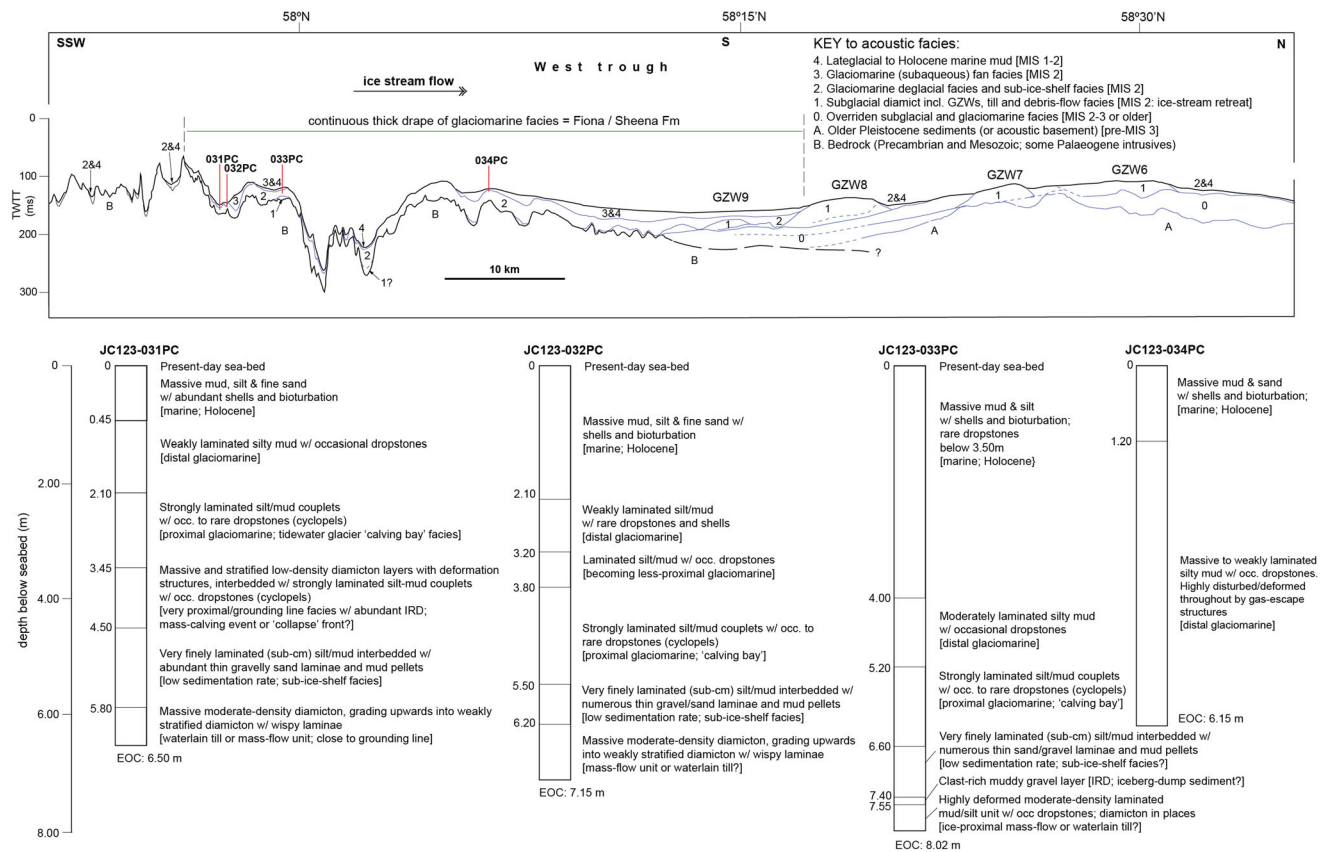 58ºN
58º15'N
58º30'N
SSW
S
N
West trough
ice stream flow
KEY to acoustic facies:
4. Lateglacial to Holocene marine mud [MIS 1-2]
3. Glaciomarine (subaqueous) fan facies [MIS 2]
2. Glaciomarine deglacial facies and sub-ice-shelf facies [MIS 2]
1. Subglacial diamict incl. GZWs, till and debris-flow facies [MIS 2: ice-stream retreat]
0. Overriden subglacial and glaciomarine facies [MIS 2-3 or older]
A. Older Pleistocene sediments (or acoustic basement) [pre-MIS 3]
B. Bedrock (Precambrian and Mesozoic; some Palaeogene intrusives)
continuous thick drape of glaciomarine facies = Fiona / Sheena Fm
TWTT
(ms)
0
100
200
300
2&4
B
2&4
031PC
032PC
033PC
034PC
3
3&4
2
1
B
4
2
1?
B
2
3&4
B
GZW9
1
2
0
GZW8
1
2&4
?
A
GZW7
1
GZW6
1
A
2&4
0
10 km
depth below seabed (m)
0
2.00
4.00
6.00
8.00
JC123-031PC
0
Present-day sea-bed
Massive mud, silt & fine sand
w/ abundant shells and bioturbation
[marine; Holocene]
0.45
Weakly laminated silty mud w/ occasional dropstones
[distal glaciomarine]
2.10
Strongly laminated silt/mud couplets
w/ occ. to rare dropstones (cyclopels)
[proximal glaciomarine; tidewater glacier ‘calving bay’ facies]
3.45
Massive and stratified low-density diamicton layers with deformation
structures, interbedded w/ strongly laminated silt-mud couplets
w/ occ. dropstones (cyclopels)
[very proximal/grounding line facies w/ abundant IRD;
mass-calving event or ‘collapse’ front?]
4.50
Very finely laminated (sub-cm) silt/mud interbedded w/
abundant thin gravelly sand laminae and mud pellets
[low sedimentation rate; sub-ice-shelf facies]
5.80
Massive moderate-density diamicton, grading upwards into weakly
stratified diamicton w/ wispy laminae
[waterlain till or mass-flow unit; close to grounding line]
EOC: 6.50 m
JC123-032PC
0
Present-day sea-bed
Massive mud, silt & fine sand w/
shells and bioturbation
[marine; Holocene]
2.10
Weakly laminated silt/mud
w/ rare dropstones and shells
[distal glaciomarine]
3.20
Laminated silt/mud w/ occ. dropstones
[becoming less-proximal glaciomarine]
3.80
Strongly laminated silt/mud couplets w/ occ. to
rare dropstones (cyclopels)
[proximal glaciomarine; ‘calving bay’]
5.50
Very finely laminated (sub-cm) silt/mud interbedded w/
numerous thin gravel/sand laminae and mud pellets
[low sedimentation rate; sub-ice-shelf facies]
6.20
Massive moderate-density diamicton, grading upwards
into weakly stratified diamicton w/ wispy laminae
[mass-flow unit or waterlain till?]
EOC: 7.15 m
JC123-033PC
0
Present-day sea-bed
Massive mud & silt
w/ shells and bioturbation;
rare dropstones
below 3.50m
[marine; Holocene}
4.00
Moderately laminated silty mud
w/ occasional dropstones
[distal glaciomarine]
5.20
Strongly laminated silt/mud couplets
w/ occ. to rare dropstones (cyclopels)
[proximal glaciomarine; ‘calving bay’]
6.60
Very finely laminated (sub-cm) silt/mud interbedded w/
numerous thin sand/gravel laminae and mud pellets
[low sedimentation rate; sub-ice-shelf facies?]
7.40
Clast-rich muddy gravel layer [IRD; iceberg-dump sediment?]
7.55
Highly deformed moderate-density laminated
mud/silt unit w/ occ dropstones; diamicton in places
[ice-proximal mass-flow or waterlain till?]
EOC: 8.02 m
JC123-034PC
0
Massive mud & sand
w/ shells and bioturbation;
[marine; Holocene]
1.20
Massive to weakly laminated
silty mud w/ occ. dropstones.
Highly disturbed/deformed
throughout by gas-escape
structures
[distal glaciomarine]
EOC: 6.15 m